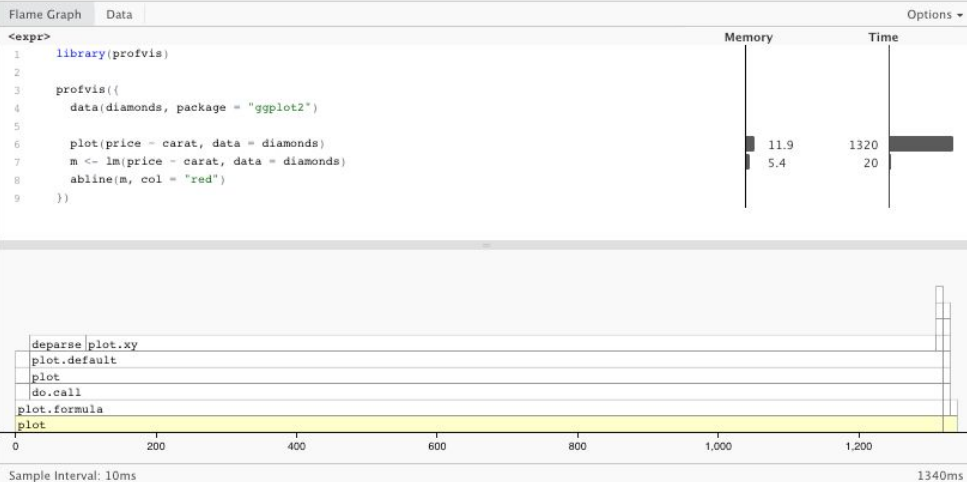 Flame Graph Data Options
<expr> Memory Time
1 library(profvis)
2
3 profvis({
4 data(diamonds, package = "ggplot2")
5
6 plot(price ~ carat, data = diamonds) 11.9 1320
7 m <- lm(price ~ carat, data = diamonds) 5.4 20
8 abline(m, col = "red")
9 })
deparse plot.xy
plot.default
plot
do.call
plot.formula
plot
0 200 400 600 800 1,000 1,200
Sample Interval: 10ms 1340ms